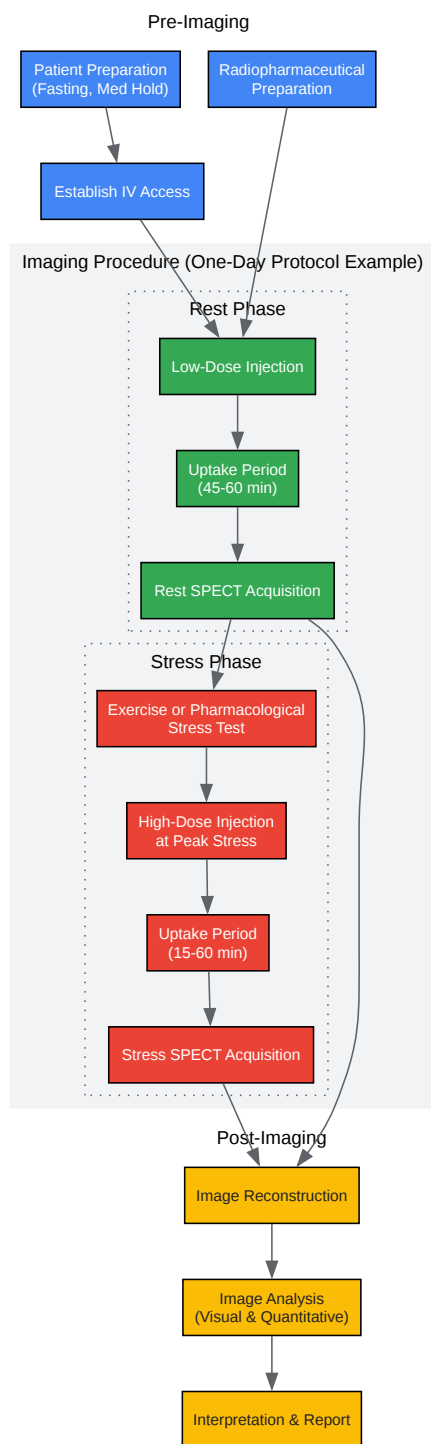 Pre-Imaging
Patient Preparation
(Fasting, Med Hold)
Radiopharmaceutical
Preparation
Establish IV Access
Imaging Procedure (One-Day Protocol Example)
Rest Phase
Low-Dose Injection
Uptake Period
(45-60 min)
Rest SPECT Acquisition
Stress Phase
Exercise or Pharmacological
Stress Test
High-Dose Injection
at Peak Stress
Uptake Period
(15-60 min)
Stress SPECT Acquisition
Post-Imaging
Image Reconstruction
Image Analysis
(Visual & Quantitative)
Interpretation & Report